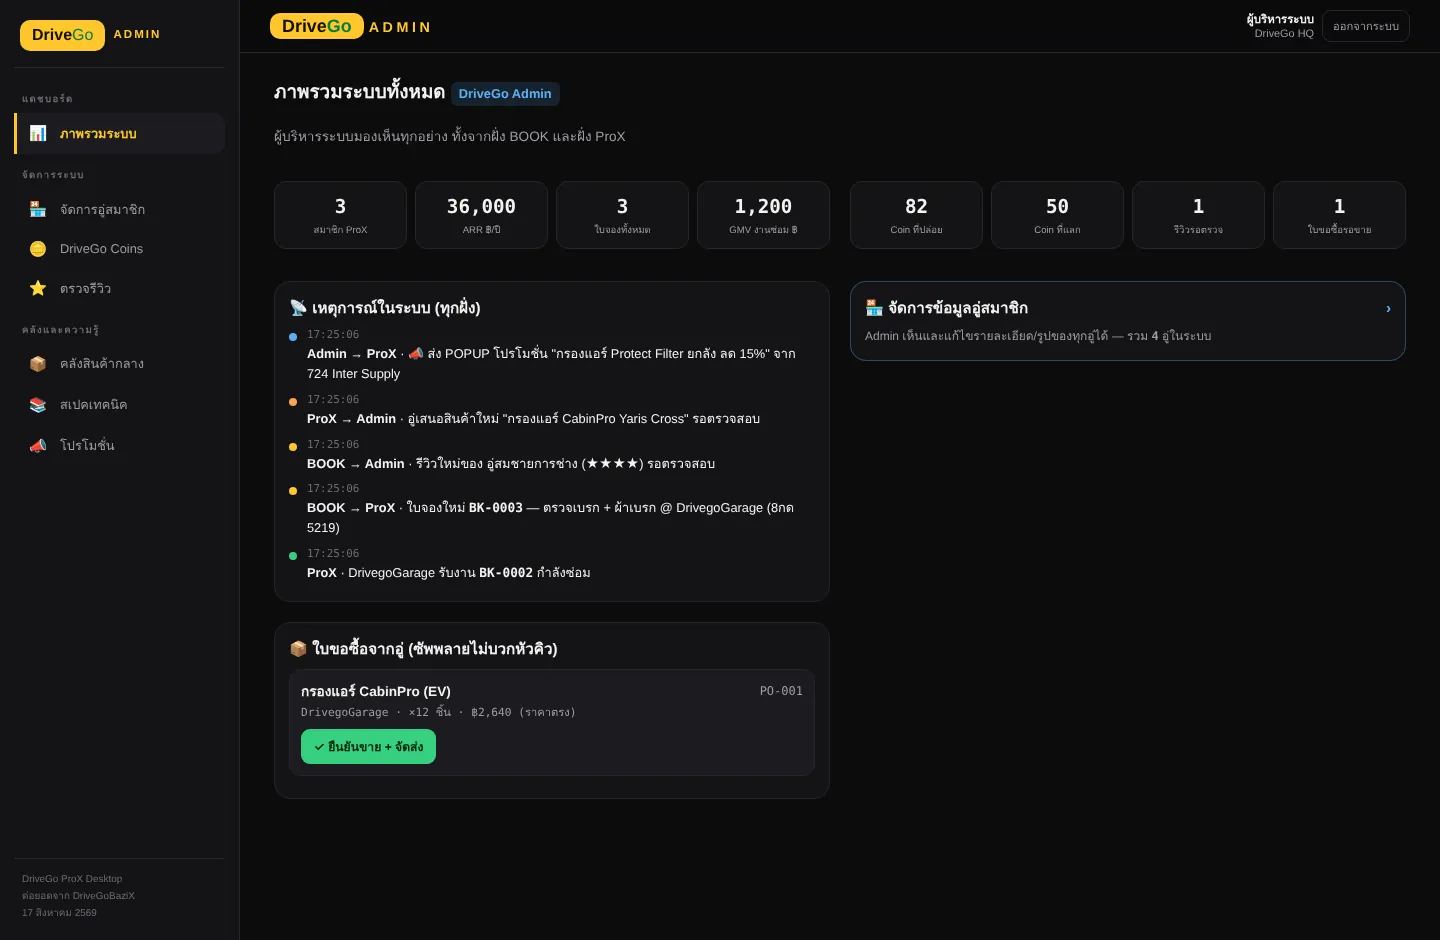 DriveGo ADMIN
แดชบอร์ด
ภาพรวมระบบ
จัดการระบบ
จัดการอู่สมาชิก
DriveGo Coins
ตรวจรีวิว
คลังและความรู้
คลังสินค้ากลาง
สเปคเทคนิค
โปรโมชั่น
DriveGo ProX Desktop
ต่อยอดจาก DriveGoBaziX
17 สิงหาคม 2569
DriveGo ADMIN
ผู้บริหารระบบ
DriveGo HQ
ออกจากระบบ
ภาพรวมระบบทั้งหมด DriveGo Admin
ผู้บริหารระบบมองเห็นทุกอย่าง ทั้งจากฝั่ง BOOK และฝั่ง ProX
3
สมาชิก ProX
36,000
ARR ฿/ปี
3
ใบจองทั้งหมด
1,200
GMV งานซ่อม ฿
82
Coin ที่ปล่อย
50
Coin ที่แลก
1
รีวิวรอตรวจ
1
ใบขอซื้อรอขาย
เหตุการณ์ในระบบ (ทุกฝั่ง)
17:25:06
Admin → ProX · 📣 ส่ง POPUP โปรโมชั่น "กรองแอร์ Protect Filter ยกลัง ลด 15%" จาก
724 Inter Supply
17:25:06
ProX → Admin · อู่เสนอสินค้าใหม่ "กรองแอร์ CabinPro Yaris Cross" รอตรวจสอบ
17:25:06
BOOK → Admin · รีวิวใหม่ของ อู่สมชายการช่าง (★★★★) รอตรวจสอบ
17:25:06
BOOK → ProX · ใบจองใหม่ BK-0003 — ตรวจเบรก + ผ้าเบรก @ DrivegoGarage (8กด
5219)
17:25:06
ProX · DrivegoGarage รับงาน BK-0002 กำลังซ่อม
ใบขอซื้อจากอู่ (ซัพพลายไม่บวกหัวคิว)
กรองแอร์ CabinPro (EV) PO-001
DrivegoGarage · ×12 ชิ้น · ฿2,640 (ราคาตรง)
✓ ยืนยันขาย + จัดส่ง
จัดการข้อมูลอู่สมาชิก ›
Admin เห็นและแก้ไขรายละเอียด/รูปของทุกอู่ได้ — รวม 4 อู่ในระบบ